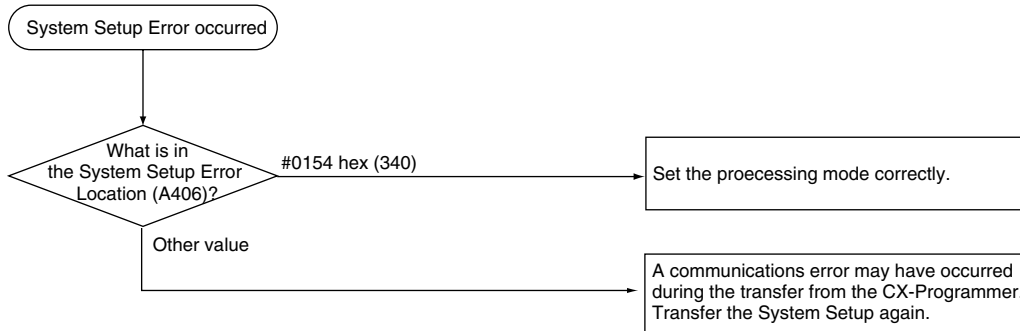 System Setup Error occurred
What is in
the System Setup Error
Location (A406)?
#0154 hex (340)
Set the proecessing mode correctly.
Other value
A communications error may have occurred
during the transfer from the CX-Programmer.
Transfer the System Setup again.